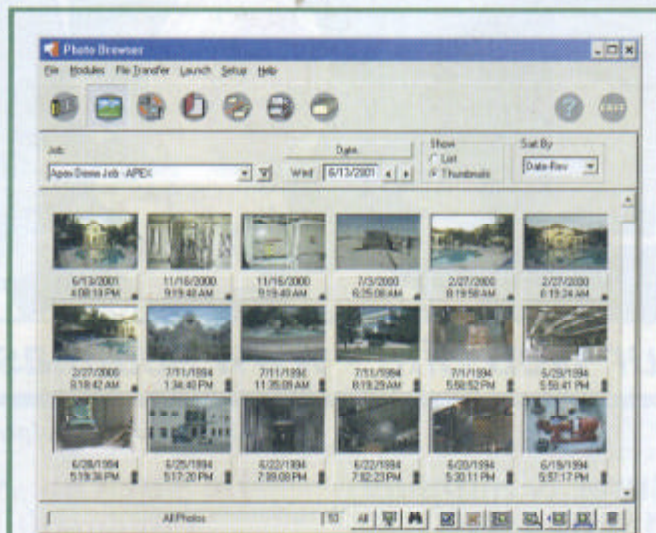 Photo Browser
File Modules File Transfer Launch Setup Help
Job: Date Show Sort By
Apex Demo Job - APEX Wed 6/13/2001 List Date-Rev
Thumbnails
6/13/2001 11/16/2000 11/16/2000 7/3/2000 2/27/2000 2/27/2000
4:08:18 PM 9:19:48 AM 9:19:40 AM 6:35:08 AM 8:19:58 AM 8:19:24 AM
2/27/2000 7/11/1994 7/11/1994 7/11/1994 7/1/1994 6/29/1994
8:18:42 AM 1:34:40 PM 11:35:09 AM 8:19:29 AM 5:58:52 PM 5:58:41 PM
6/28/1994 6/25/1994 6/22/1994 6/22/1994 6/20/1994 6/19/1994
5:19:36 PM 5:17:20 PM 7:09:08 PM 7:02:23 PM 5:30:11 PM 5:57:17 PM
All Photos All